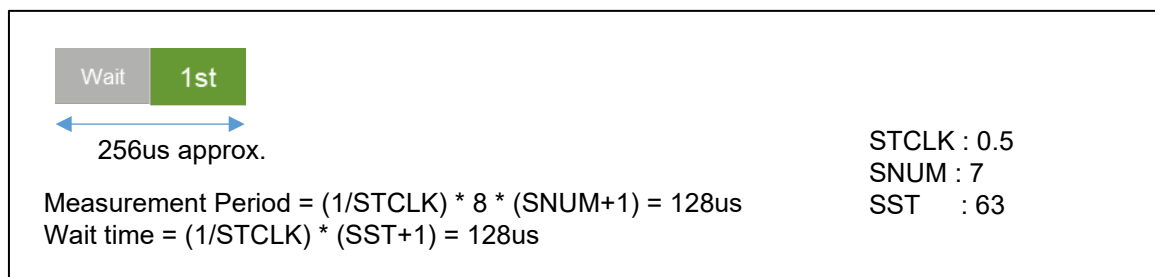 Wait 1st
256us approx.
STCLK : 0.5
SNUM : 7
SST : 63
Measurement Period = (1/STCLK) * 8 * (SNUM+1) = 128us
Wait time = (1/STCLK) * (SST+1) = 128us